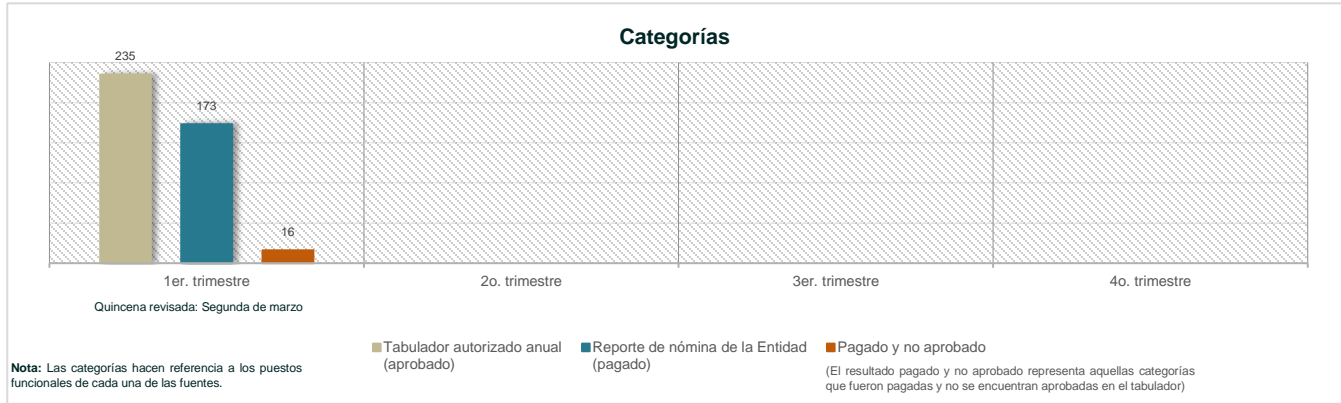 Categorías
235
173
16
1er. trimestre
2o. trimestre
3er. trimestre
4o. trimestre
Quincena revisada: Segunda de marzo
Tabulador autorizado anual
(aprobado)
Reporte de nómina de la Entidad
(pagado)
Pagado y no aprobado
(El resultado pagado y no aprobado representa aquellas categorías
que fueron pagadas y no se encuentran aprobadas en el tabulador)
Nota: Las categorías hacen referencia a los puestos
funcionales de cada una de las fuentes.